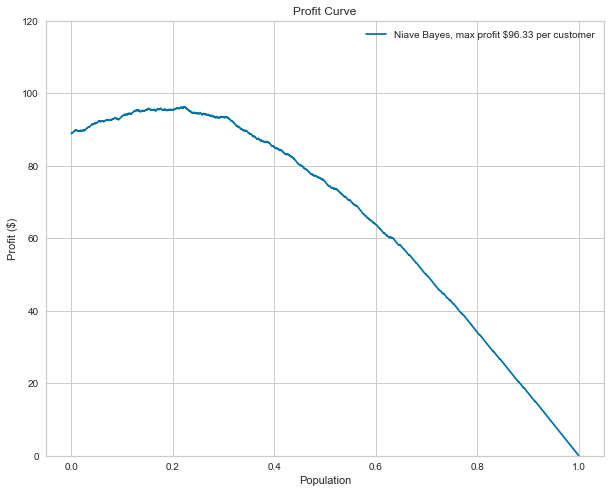 Profit Curve
120
Niave Bayes, max profit $96.33 per customer
100
80
60
40
20
0
Profit ($)
0.0 0.2 0.4 0.6 0.8 1.0
Population